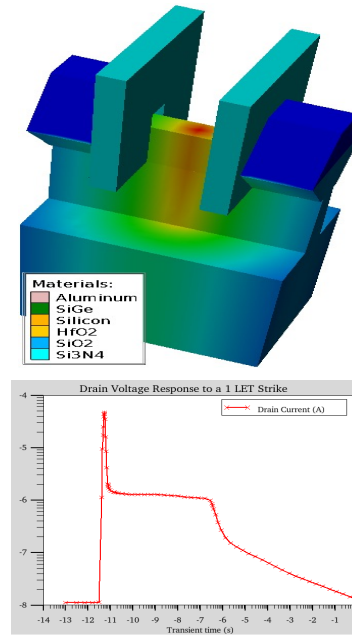 Materials:
Aluminum
SiGe
Silicon
HfO2
SiO2
Si3N4
Drain Voltage Response to a 1 LET Strike
Drain Current (A)
-4
-5
-6
-7
-8
-14 -13 -12 -11 -10 -9 -8 -7 -6 -5 -4 -3 -2 -1
Transient time (s)